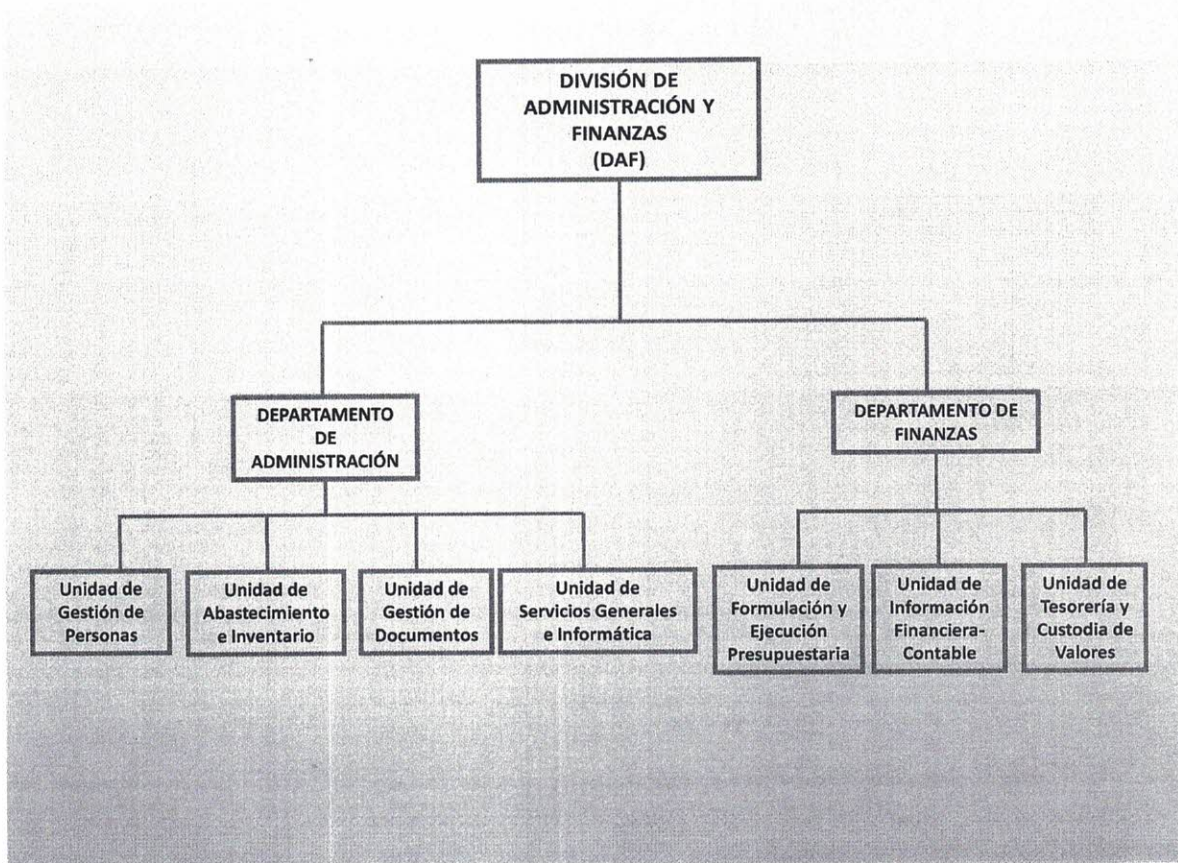 DIVISIÓN DE
ADMINISTRACIÓN Y
FINANZAS
(DAF)
DEPARTAMENTO
DE
ADMINISTRACIÓN
DEPARTAMENTO DE
FINANZAS
Unidad de
Gestión de
Personas
Unidad de
Abastecimiento
e Inventario
Unidad de
Gestión de
Documentos
Unidad de
Servicios Generales
e Informática
Unidad de
Formulación y
Ejecución
Presupuestaria
Unidad de
Información
Financiera-
Contable
Unidad de
Tesorería y
Custodia de
Valores